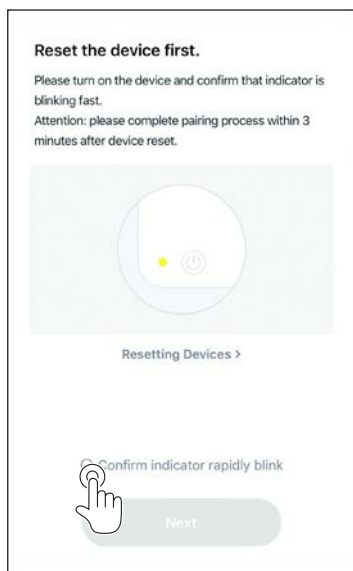 Reset the device first.
Please turn on the device and confirm that indicator is
blinking fast.
Attention: please complete pairing process within 3
minutes after device reset.
Resetting Devices >
Confirm indicator rapidly blink
Next